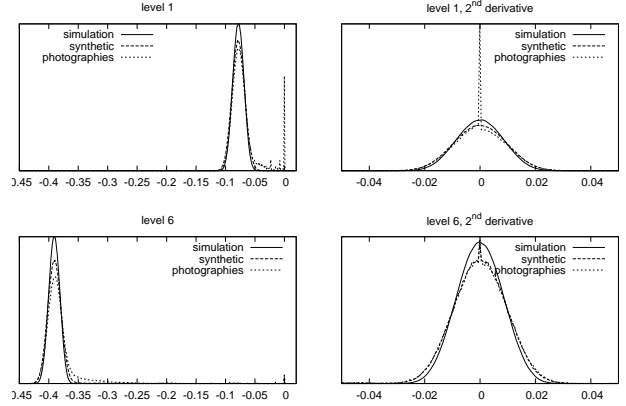 level 1
simulation
synthetic
photographies
0.45 -0.4 -0.35 -0.3 -0.25 -0.2 -0.15 -0.1 -0.05 0
level 1, 2nd derivative
simulation
synthetic
photographies
-0.04 -0.02 0 0.02 0.04
level 6
simulation
synthetic
photographies
0.45 -0.4 -0.35 -0.3 -0.25 -0.2 -0.15 -0.1 -0.05 0
level 6, 2nd derivative
simulation
synthetic
photographies
-0.04 -0.02 0 0.02 0.04